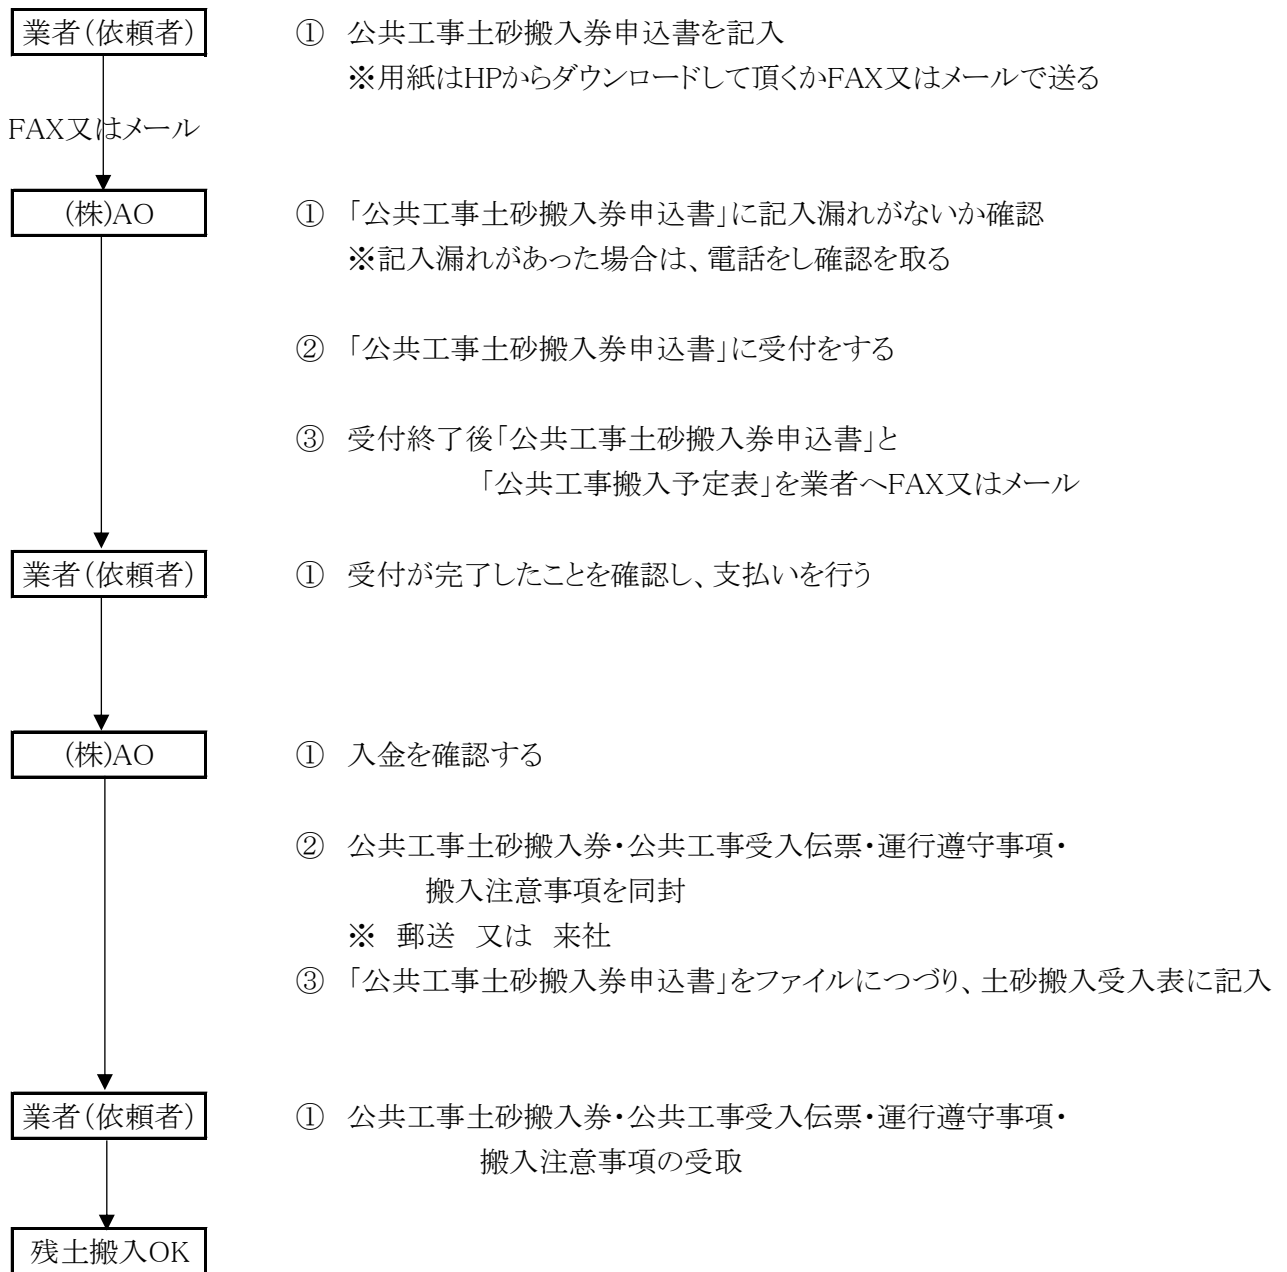 業者(依頼者)　① 公共工事土砂搬入券申込書を記入
※用紙はHPからダウンロードして頂くかFAX又はメールで送る
FAX又はメール
(株)AO　① 「公共工事土砂搬入券申込書」に記入漏れがないか確認
※記入漏れがあった場合は、電話をし確認を取る
② 「公共工事土砂搬入券申込書」に受付をする
③ 受付終了後「公共工事土砂搬入券申込書」と
「公共工事搬入予定表」を業者へFAX又はメール
業者(依頼者)　① 受付が完了したことを確認し、支払いを行う
(株)AO　① 入金を確認する
② 公共工事土砂搬入券・公共工事受入伝票・運行遵守事項・
搬入注意事項を同封
※ 郵送 又は 来社
③ 「公共工事土砂搬入券申込書」をファイルにつづり、土砂搬入受入表に記入
業者(依頼者)　① 公共工事土砂搬入券・公共工事受入伝票・運行遵守事項・
搬入注意事項の受取
残土搬入OK